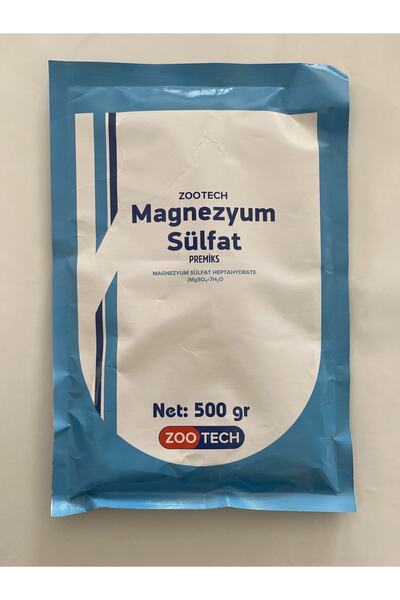 ZOOTECH
Magnezyum
Sülfat
PREMİKS
MAGNEZYUM SÜLFAT HEPTAHYDRATE
(MgSO₄•7H₂O
Net: 500 gr
ZOOTECH